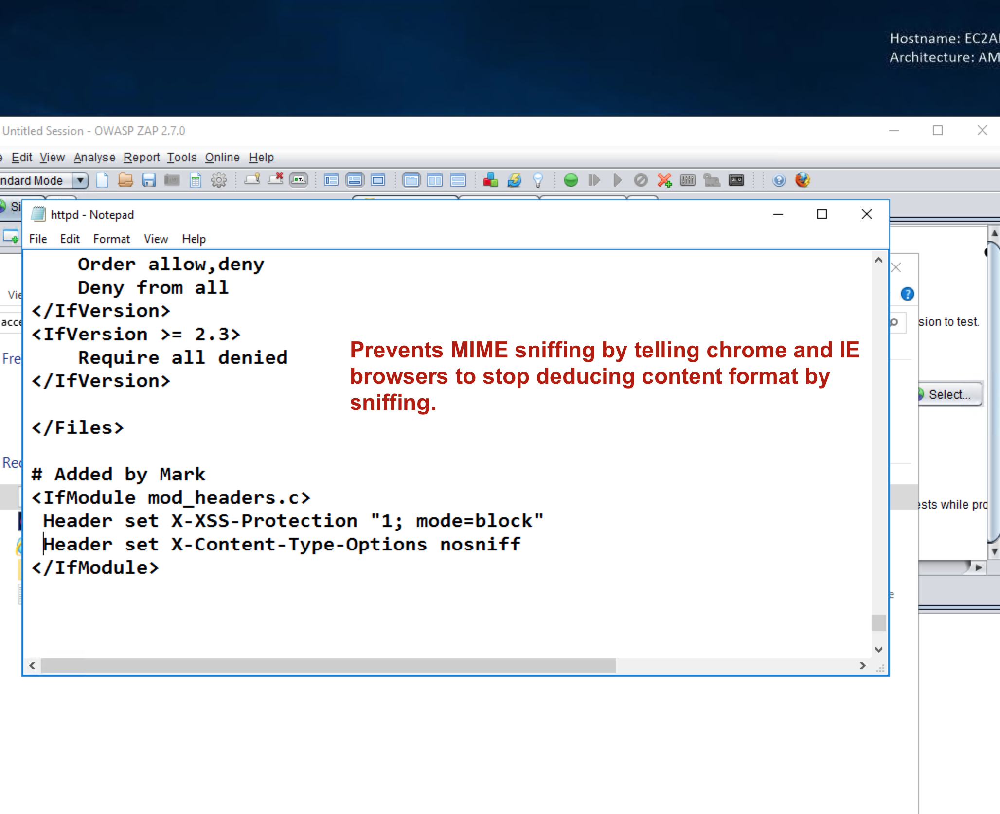 Hostname: EC2A
Architecture: AM
Untitled Session - OWASP ZAP 2.7.0
Edit View Analyse Report Tools Online Help
ndard Mode
Si
httpd - Notepad
File Edit Format View Help
Order allow,deny
Deny from all
</IfVersion>
<IfVersion >= 2.3>
Require all denied
</IfVersion>
</Files>
# Added by Mark
<IfModule mod_headers.c>
Header set X-XSS-Protection "1; mode=block"
Header set X-Content-Type-Options nosniff
</IfModule>
Prevents MIME sniffing by telling chrome and IE
browsers to stop deducing content format by
sniffing.
Vie
acce
Fre
Rec
sion to test.
Select...
ests while pro